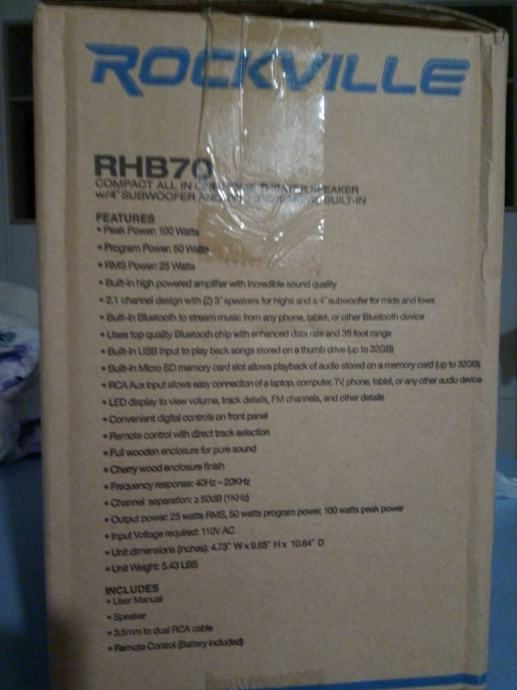 ROCKVILLE
RHB70
COMPACT ALL IN ONE HOME THEATER SPEAKER
w/4" SUBWOOFER AND BUILT-IN
FEATURES
• Peak Power: 100 Watts
• Program Power: 50 Watts
• RMS Power: 25 Watts
• Built-in high powered amplifier with incredible sound quality
• 2.1 channel design with (2) 3" speakers for highs and a 4" subwoofer for mids and lows
• Built-in Bluetooth to stream music from any phone, tablet, or other Bluetooth device
• Uses top quality Bluetooth chip with enhanced data rate and 35 foot range
• Built-in USB input to play back songs stored on a thumb drive (up to 32GB)
• Built-in Micro SD memory card slot allows playback of audio stored on a memory card (up to 32GB)
• RCA Aux Input allows easy connection of a laptop, computer, TV, phone, tablet, or any other audio device
• LED display to view volume, track details, FM channels, and other details
• Convenient digital controls on front panel
• Remote control with direct track selection
• Full wooden enclosure for pure sound
• Cherry wood enclosure finish
• Frequency response: 40Hz – 20KHz
• Channel separation: ≥ 50dB (1KHz)
• Output power: 25 watts RMS, 50 watts program power, 100 watts peak power
• Input Voltage required: 110V AC
• Unit dimensions (inches): 4.73" W x 9.65" H x 10.64" D
• Unit Weight: 5.43 LBS
INCLUDES
• User Manual
• Speaker
• 3.5mm to dual RCA cable
• Remote Control (Battery included)